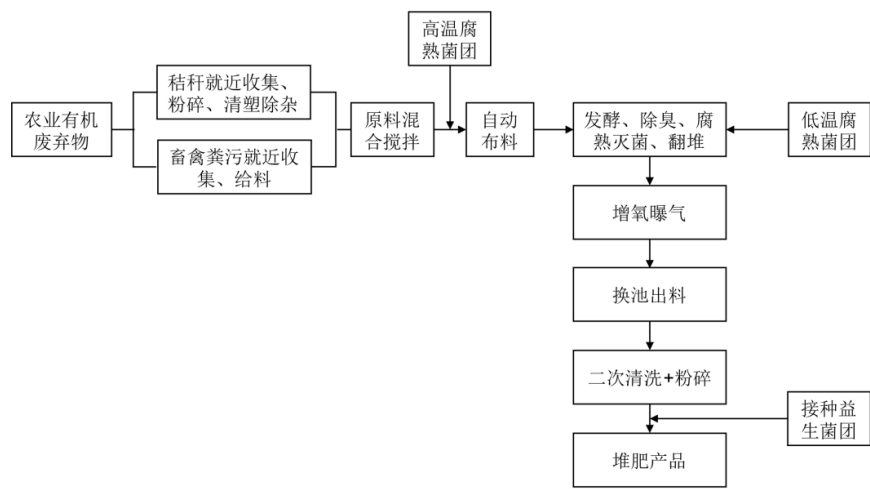 高温腐
熟菌团
秸秆就近收集、
粉碎、清塑除杂
农业有机
废弃物
畜禽粪污就近收
集、给料
原料混
合搅拌
自动
布料
发酵、除臭、腐
熟灭菌、翻堆
低温腐
熟菌团
增氧曝气
换池出料
二次清洗+粉碎
接种益
生菌团
堆肥产品